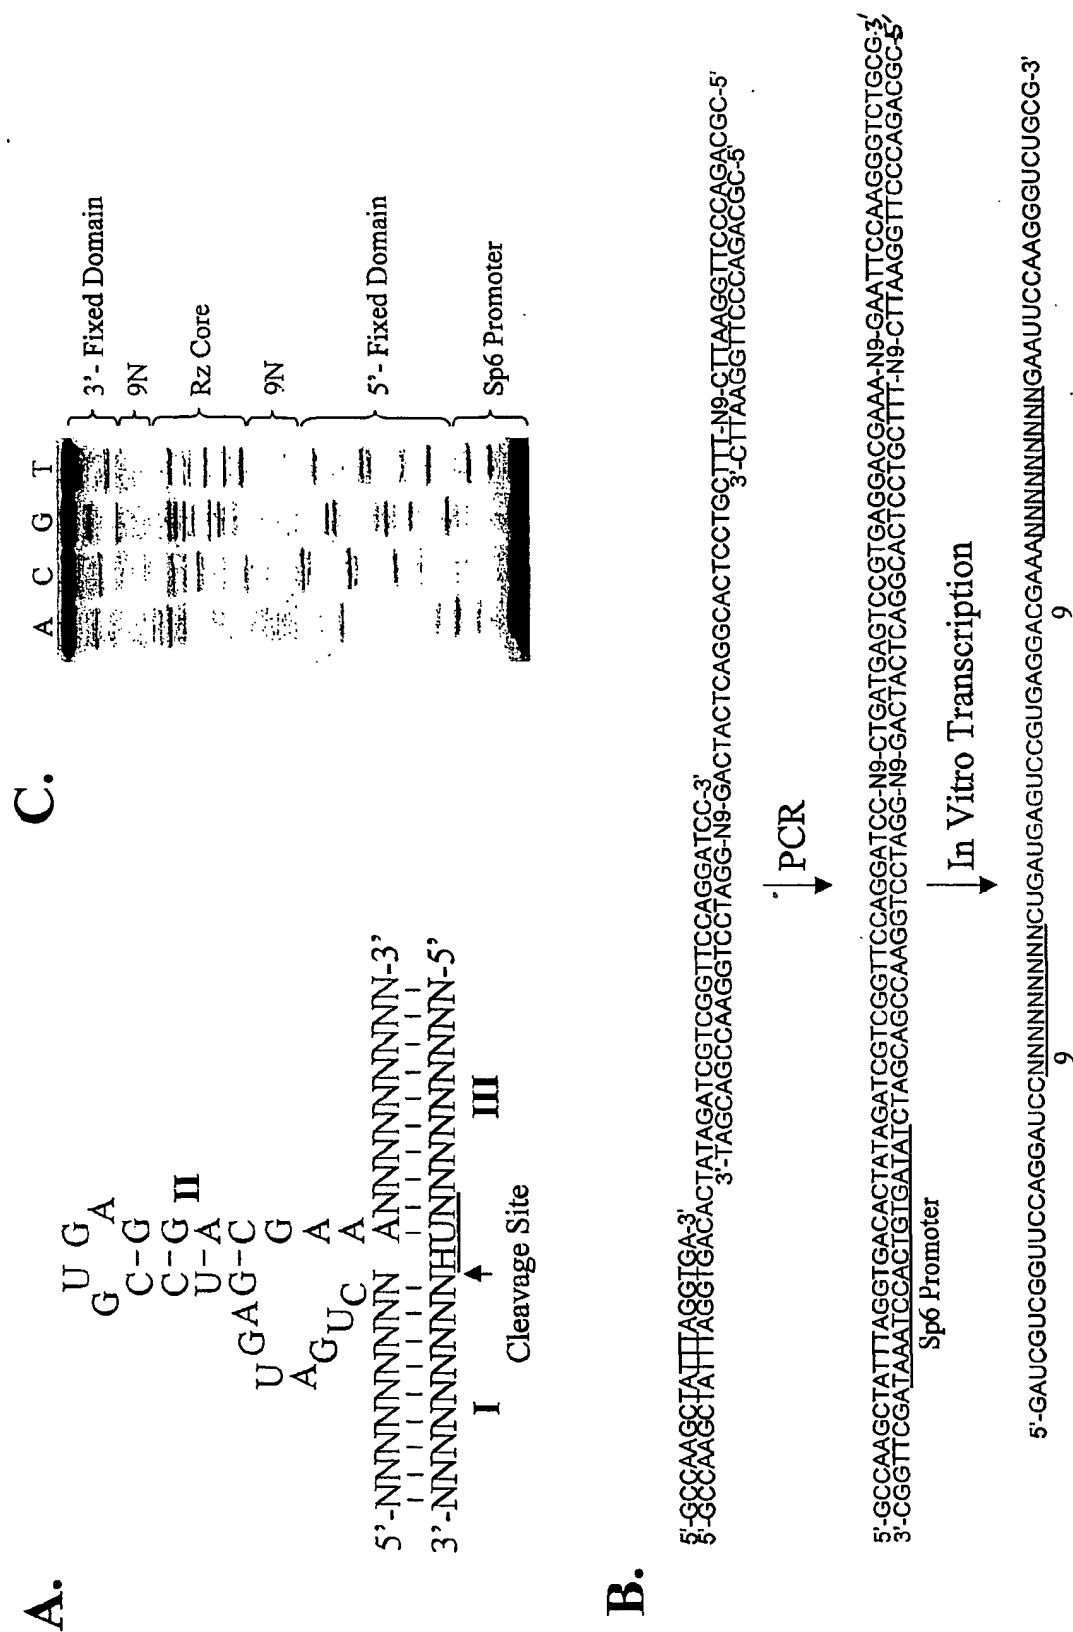 A.
U G
G A
C-G
C-G II
U-A
G-C
A G
G A
U A
A G U C
5'-NNNNNNNNN ANNNNNNNNN-3'
3'-NNNNNNNNNHUNNNNNNNNN-5'
I III
Cleavage Site
C.
A C G T
3'- Fixed Domain
9N
Rz Core
9N
5'- Fixed Domain
Sp6 Promoter
B.
5'-GCCAAGCTATTTAGGTGA-3'
5'-GCCAAGCTATTTAGGTGACACTATAGATCGTCGGTTCCAGGATCC-3'
3'-TAGCAGCCAAGGTCCTAGG-N9-GACTACTCAGGCACTCCTGCTTT-N9-CTTAAGGTTCCCAGACGC-5'
3'-CTTAAGGTTCCCAGACGC-5'
PCR
5'-GCCAAGCTATTTAGGTGACACTATAGATCGTCGGTTCCAGGATCC-N9-CTGATGAGTCCGTGAGGACGAAA-N9-GAATTCCAAGGGTCTGCG-3'
3'-CGGTTCGATAAATCCACTGTGATATCTAGCAGCCAAGGTCCTAGG-N9-GACTACTCAGGCACTCCTGCTTT-N9-CTTAAGGTTCCCAGACGC-5'
Sp6 Promoter
In Vitro Transcription
5'-GAUCGUCGGUUCCAGGAUCCNNNNNNNNNCUGAUGAGUCCGUGAGGACGAAANNNNNNNNNGAAUUCCAAGGGUCUGCG-3'
9 9